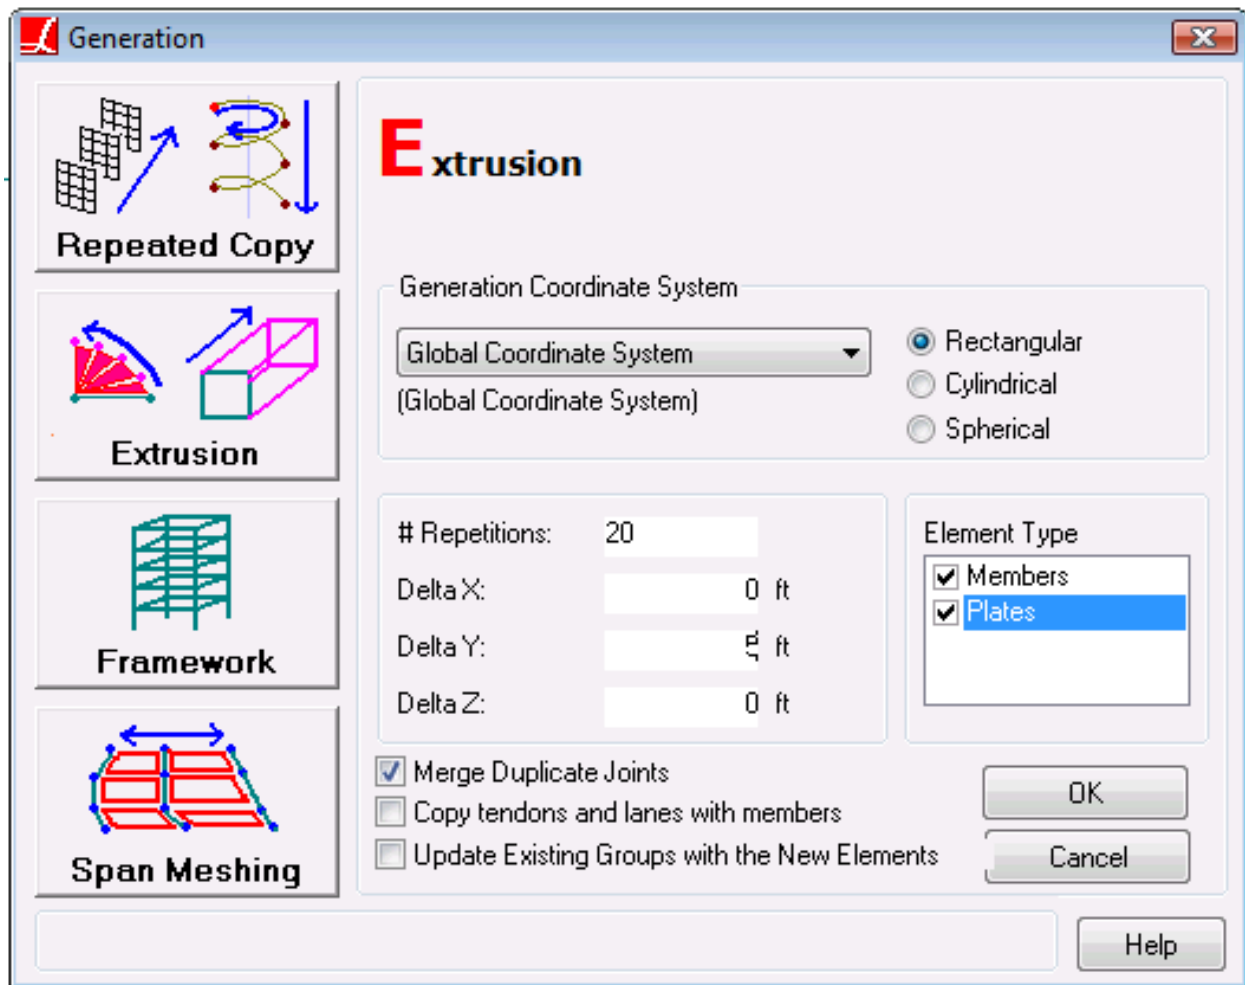 Generation
Repeated Copy
Extrusion
Framework
Span Meshing
Extrusion
Generation Coordinate System
Global Coordinate System
(Global Coordinate System)
Rectangular
Cylindrical
Spherical
# Repetitions: 20
Delta X: 0 ft
Delta Y: 5 ft
Delta Z: 0 ft
Element Type
Members
Plates
Merge Duplicate Joints
Copy tendons and lanes with members
Update Existing Groups with the New Elements
OK
Cancel
Help